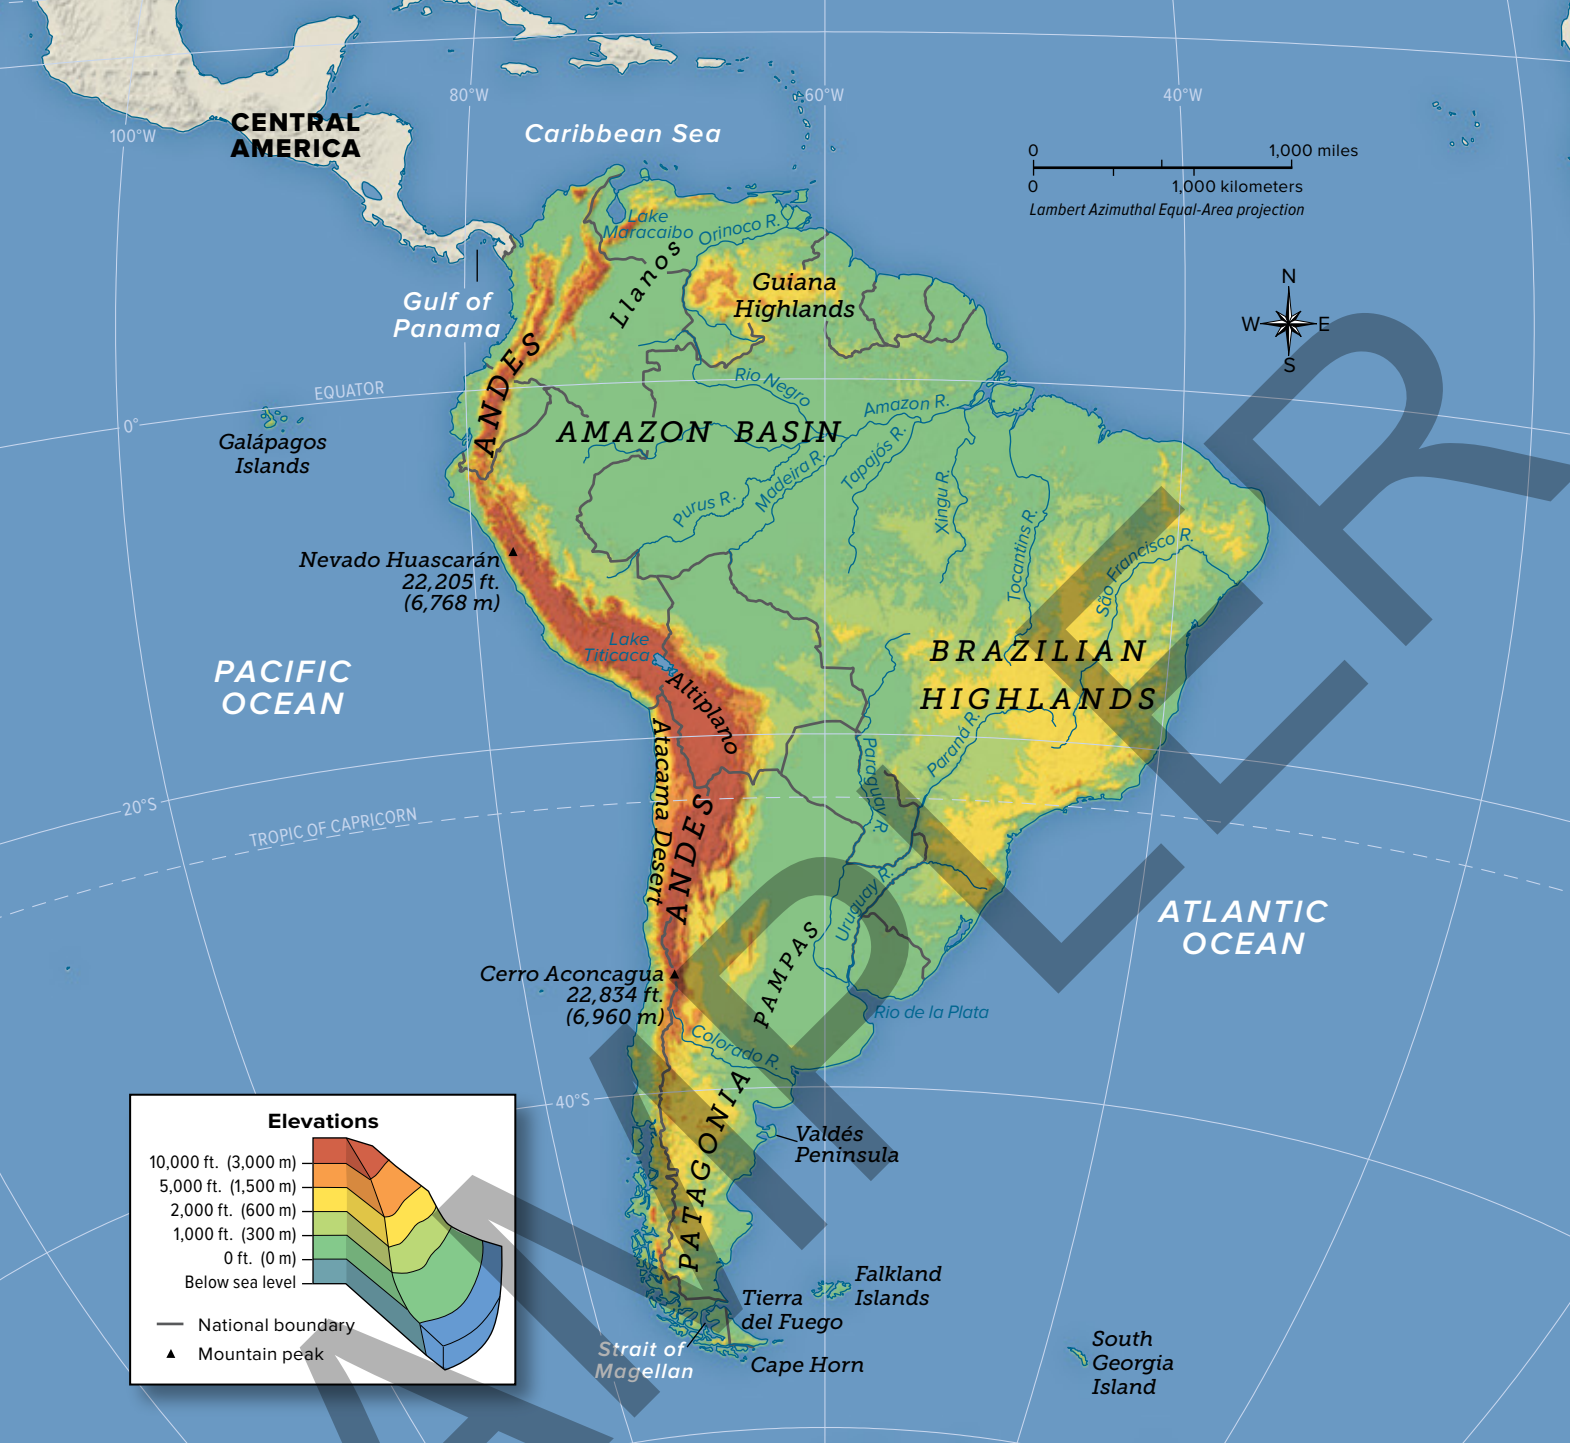 80°W
60°W
40°W
100°W
CENTRAL
AMERICA
Caribbean Sea
0
1,000 miles
0
1,000 kilometers
Lambert Azimuthal Equal-Area projection
Lake
Maracaibo
Orinoco R.
Llanos
Guiana
Highlands
N
W
E
S
Gulf of
Panama
ANDES
EQUATOR
0°
Galápagos
Islands
Rio Negro
Amazon R.
AMAZON BASIN
Purus R.
Madeira R.
Tapajós R.
Xingu R.
Tocantins R.
São Francisco R.
Nevado Huascarán
22,205 ft.
(6,768 m)
Lake
Titicaca
Altiplano
BRAZILIAN
HIGHLANDS
PACIFIC
OCEAN
Atacama Desert
Paraguay R.
Paraná R.
20°S
TROPIC OF CAPRICORN
ANDES
Uruguay R.
PAMPAS
ATLANTIC
OCEAN
Cerro Aconcagua
22,834 ft.
(6,960 m)
Rio de la Plata
Colorado R.
40°S
PATAGONIA
Valdés
Peninsula
Elevations
10,000 ft. (3,000 m)
5,000 ft. (1,500 m)
2,000 ft. (600 m)
1,000 ft. (300 m)
0 ft. (0 m)
Below sea level
National boundary
Mountain peak
Falkland
Islands
Tierra
del Fuego
Strait of
Magellan
Cape Horn
South
Georgia
Island
AMPLER